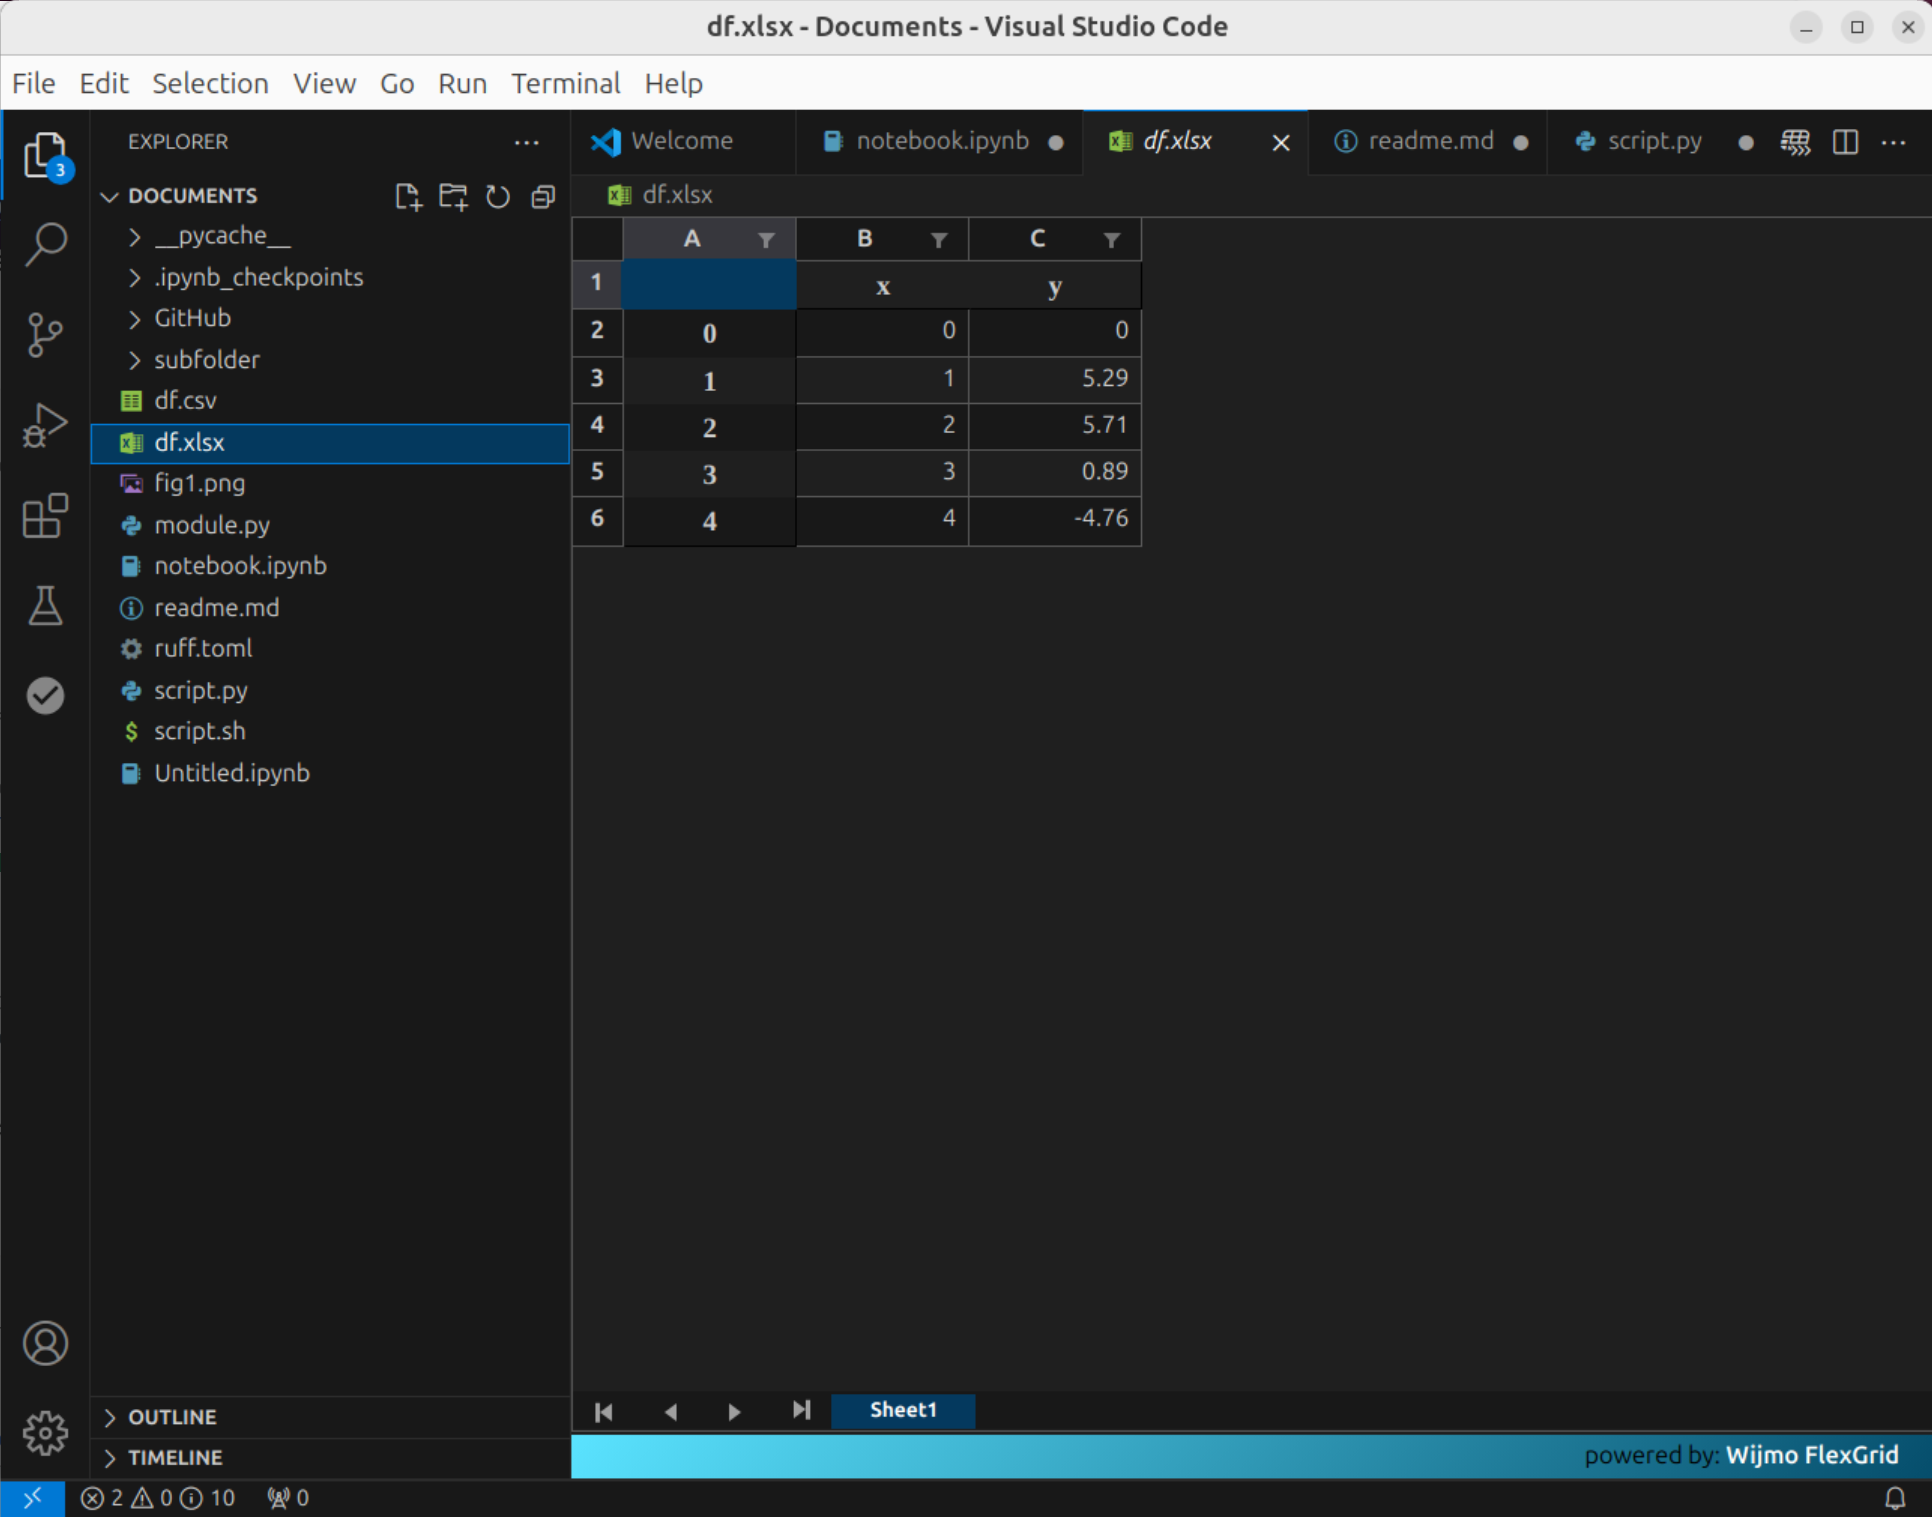 df.xlsx - Documents - Visual Studio Code
File Edit Selection View Go Run Terminal Help
3
EXPLORER
DOCUMENTS
__pycache__
.ipynb_checkpoints
GitHub
subfolder
df.csv
df.xlsx
fig1.png
module.py
notebook.ipynb
readme.md
ruff.toml
script.py
script.sh
Untitled.ipynb
OUTLINE
TIMELINE
Welcome notebook.ipynb df.xlsx readme.md script.py
df.xlsx
A B C
1 x y
2 0 0 0
3 1 1 5.29
4 2 2 5.71
5 3 3 0.89
6 4 4 -4.76
Sheet1
powered by: Wijmo FlexGrid
2 0 10 0